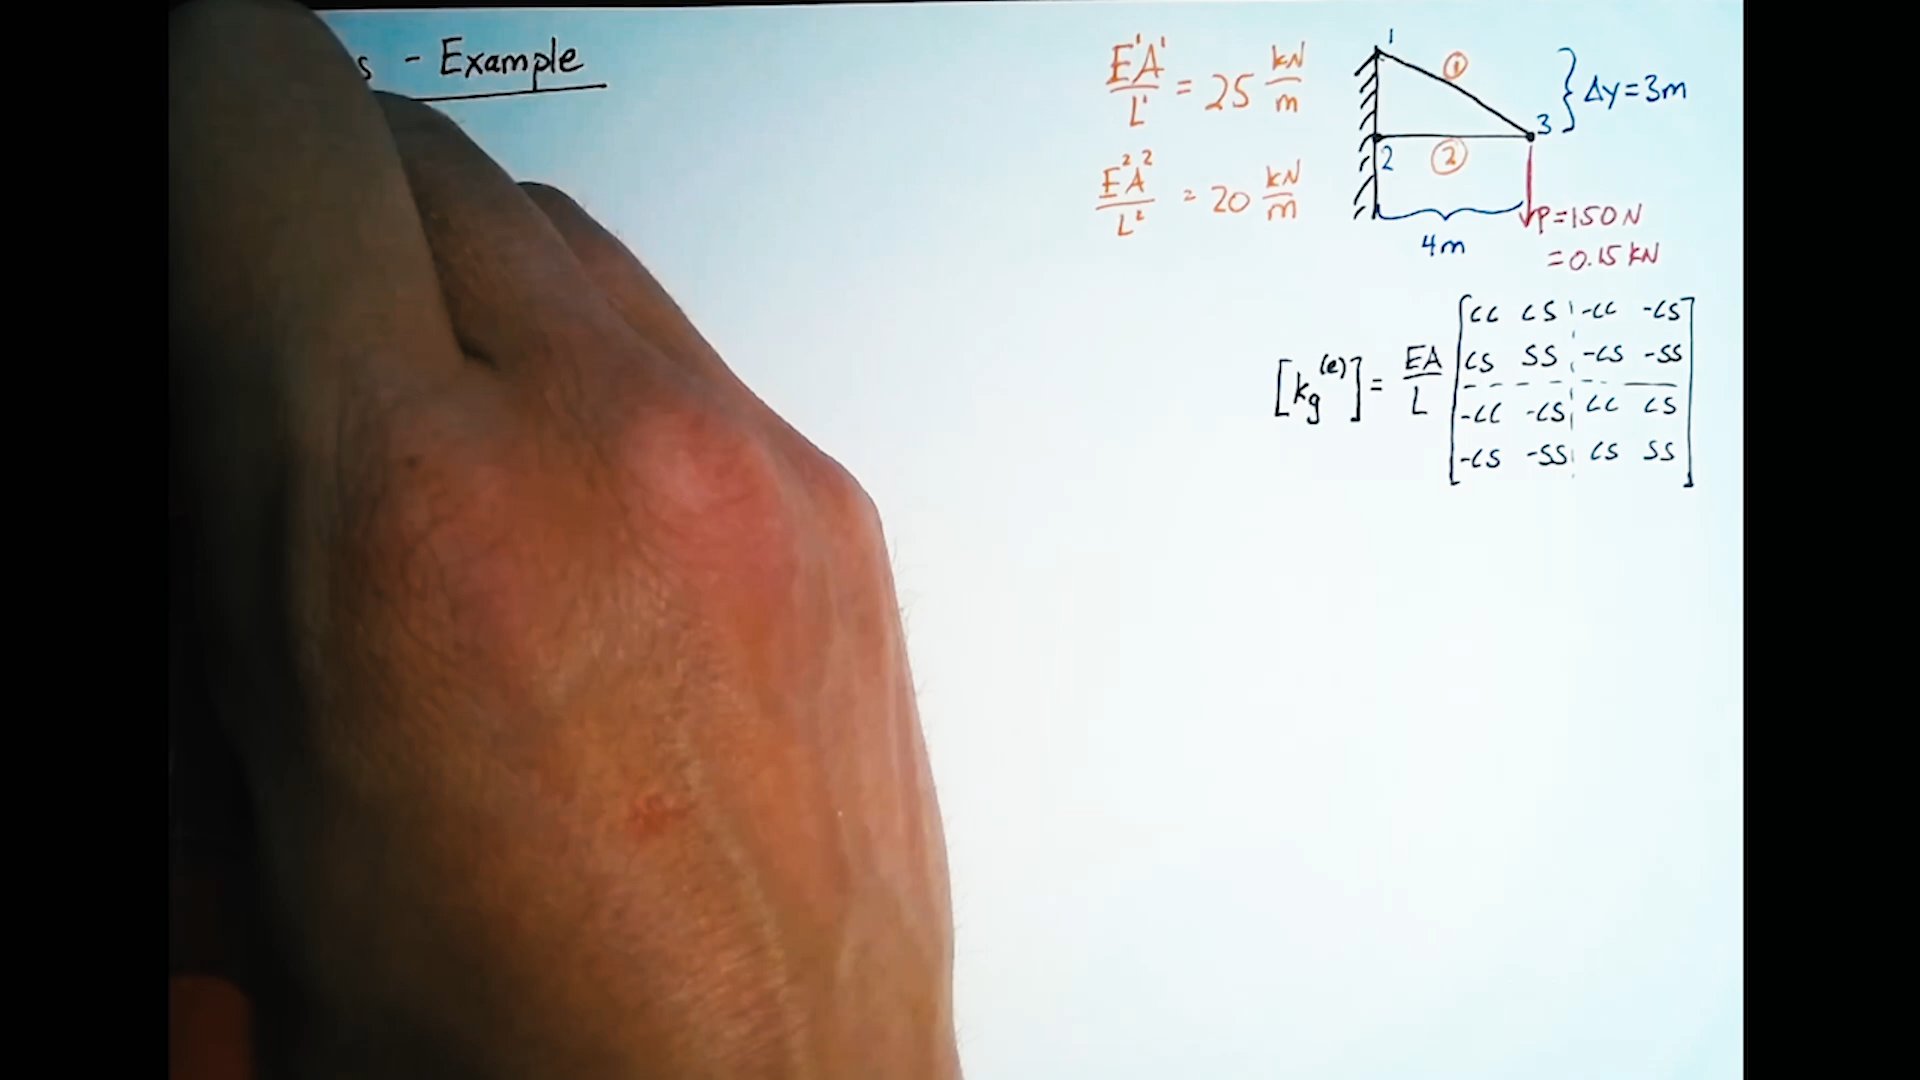 - Example
E¹A¹/L¹ = 25 kN/m
E²A²/L² = 20 kN/m
1
①
3
} Δy = 3m
2
②
4m
P = 150 N
= 0.15 kN
[kg^(e)] = EA/L
CC CS -CC -CS
CS SS -CS -SS
-CC -CS CC CS
-CS -SS CS SS